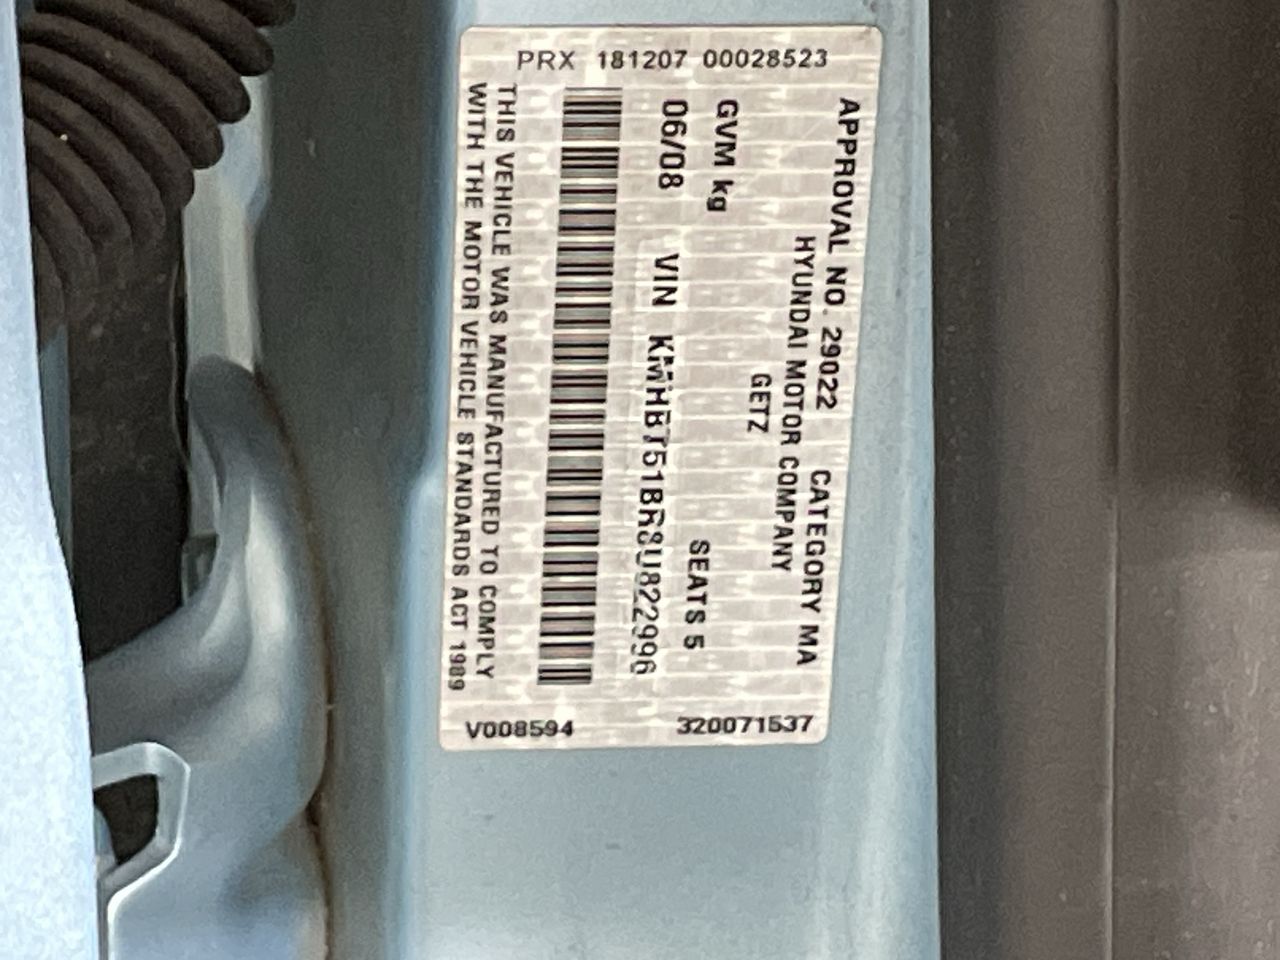 PRX 181207 00028523
APPROVAL NO. 29022 CATEGORY MA
HYUNDAI MOTOR COMPANY
GETZ
GVM kg SEATS 5
06/08 VIN KMHBT51BR8U822996
THIS VEHICLE WAS MANUFACTURED TO COMPLY
WITH THE MOTOR VEHICLE STANDARDS ACT 1989
V008594 320071537